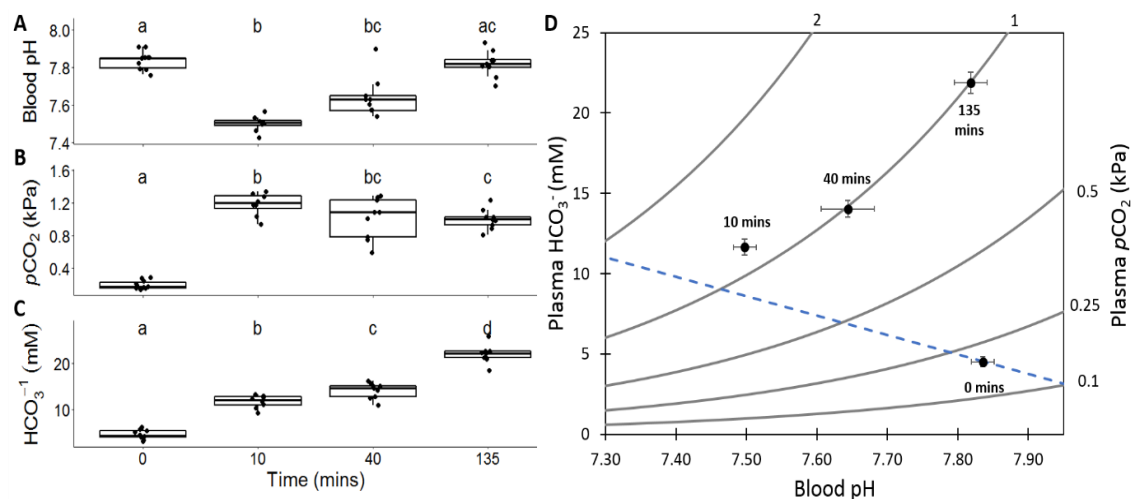 A
a b bc ac
Blood pH
8.0
7.8
7.6
7.4
B
a b bc c
pCO₂ (kPa)
1.6
1.2
0.8
0.4
C
a b c d
HCO₃⁻¹ (mM)
20
10
0 10 40 135
Time (mins)
D
2 1
Plasma HCO₃⁻ (mM)
25
20
15
10
5
0
135
mins
40 mins
10 mins
0 mins
0.5
0.25
0.1
Plasma pCO₂ (kPa)
7.30 7.40 7.50 7.60 7.70 7.80 7.90
Blood pH